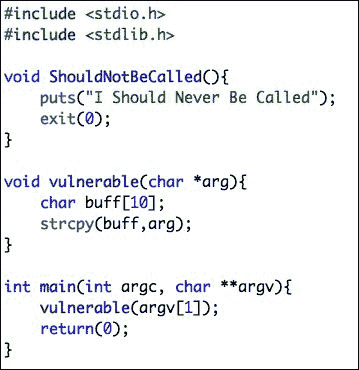 #include <stdio.h>
#include <stdlib.h>
void ShouldNotBeCalled(){
puts("I Should Never Be Called");
exit(0);
}
void vulnerable(char *arg){
char buff[10];
strcpy(buff,arg);
}
int main(int argc, char **argv){
vulnerable(argv[1]);
return(0);
}